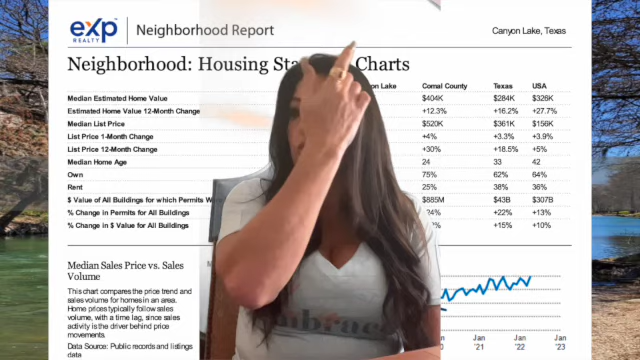 eXp REALTY Neighborhood Report Canyon Lake, Texas
Neighborhood: Housing Sta Charts
on Lake Comal County Texas USA
Median Estimated Home Value $404K $284K $326K
Estimated Home Value 12-Month Change +12.3% +16.2% +27.7%
Median List Price $520K $361K $156K
List Price 1-Month Change +4% +3.3% +3.9%
List Price 12-Month Change +30% +18.5% +5%
Median Home Age 24 33 42
Own 75% 62% 64%
Rent 25% 38% 36%
$ Value of All Buildings for which Permits W $885M $43B $307B
% Change in Permits for All Buildings 24% +22% +13%
% Change in $ Value for All Buildings % +15% +10%
Median Sales Price vs. Sales
Volume
This chart compares the price trend and
sales volume for homes in an area.
Home prices typically follow sales
volume, with a time lag, since sales
activity is the driver behind price
movements.
Data Source: Public records and listings
data
embrace
Jan Jan Jan
'21 '22 '23